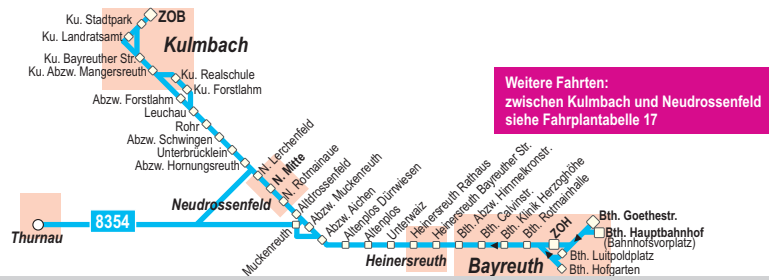 Ku. Stadtpark
ZOB
Ku. Landratsamt
Kulmbach
Ku. Bayreuther Str.
Ku. Abzw. Mangersreuth
Ku. Realschule
Ku. Forstlahm
Abzw. Forstlahm
Leuchau
Rohr
Abzw. Schwingen
Unterbrücklein
Abzw. Hornungsreuth
Weitere Fahrten:
zwischen Kulmbach und Neudrossenfeld
siehe Fahrplantabelle 17
N. Lerchenfeld
N. Mitte
N. Rotmainaue
Altdrossenfeld
Abzw. Muckenreuth
Abzw. Aichen
Altenplos Dürrwiesen
Altenplos
Unterwaiz
Heinersreuth Rathaus
Heinersreuth Bayreuther Str.
Bth. Abzw. Himmelkronstr.
Bth. Calvinstr.
Bth. Klinik Herzoghöhe
Bth. Rotmainhalle
ZOH
Bth. Goethestr.
Bth. Hauptbahnhof
(Bahnhofsvorplatz)
Bth. Luitpoldplatz
Bth. Hofgarten
Neudrossenfeld
8354
Thurnau
Muckenreuth
Heinersreuth
Bayreuth